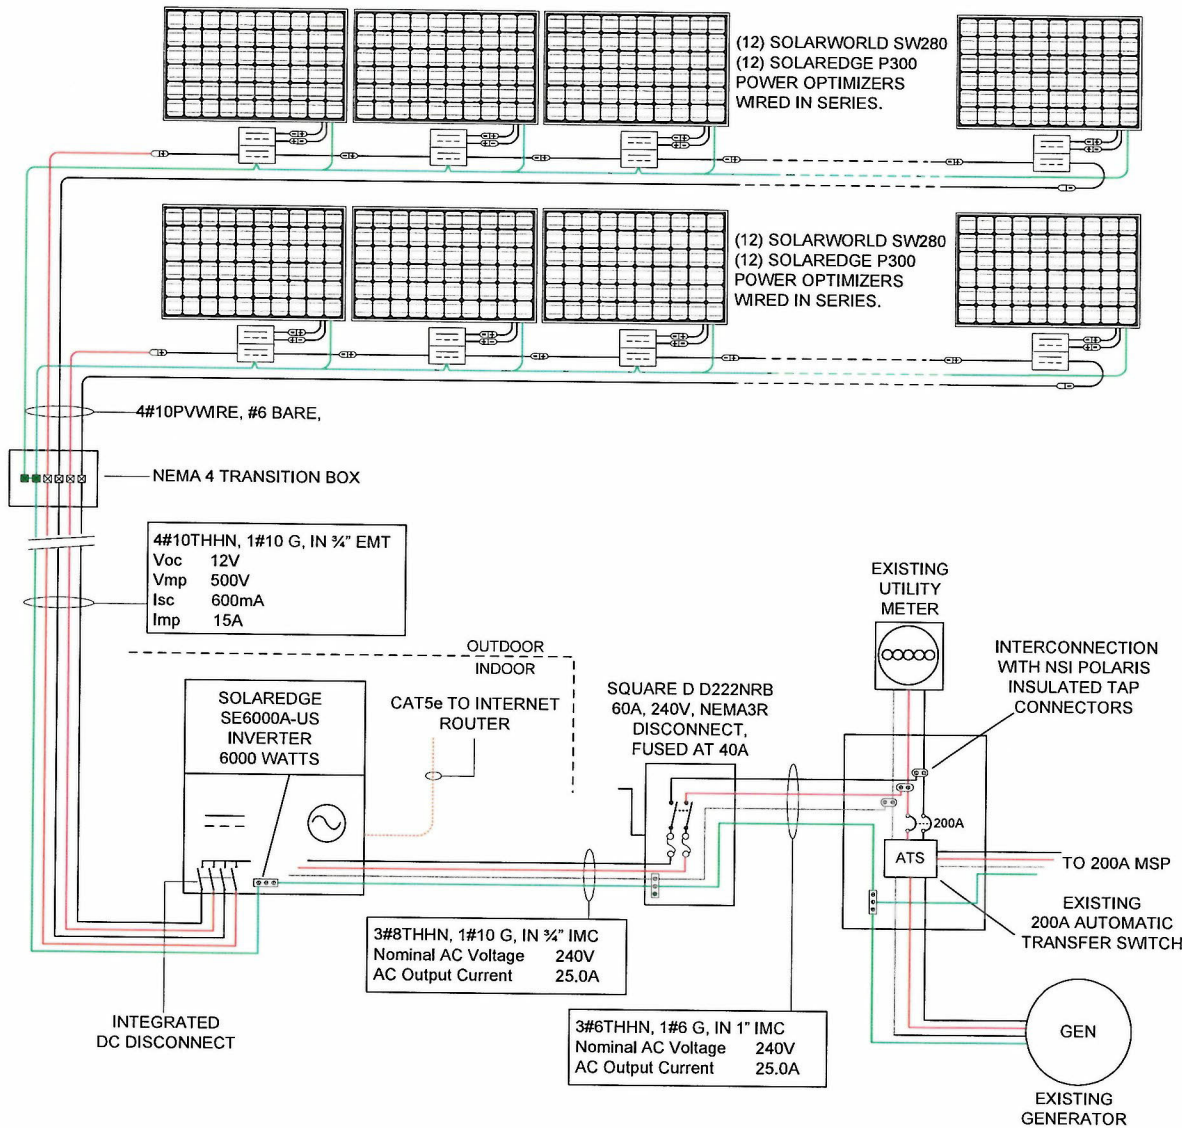 (12) SOLARWORLD SW280
(12) SOLAREDGE P300
POWER OPTIMIZERS
WIRED IN SERIES.
(12) SOLARWORLD SW280
(12) SOLAREDGE P300
POWER OPTIMIZERS
WIRED IN SERIES.
4#10PVWIRE, #6 BARE,
NEMA 4 TRANSITION BOX
4#10THHN, 1#10 G, IN ¾" EMT
Voc 12V
Vmp 500V
Isc 600mA
Imp 15A
OUTDOOR
INDOOR
SOLAREDGE
SE6000A-US
INVERTER
6000 WATTS
CAT5e TO INTERNET
ROUTER
SQUARE D D222NRB
60A, 240V, NEMA3R
DISCONNECT,
FUSED AT 40A
EXISTING
UTILITY
METER
INTERCONNECTION
WITH NSI POLARIS
INSULATED TAP
CONNECTORS
200A
ATS
TO 200A MSP
EXISTING
200A AUTOMATIC
TRANSFER SWITCH
3#8THHN, 1#10 G, IN ¾" IMC
Nominal AC Voltage 240V
AC Output Current 25.0A
INTEGRATED
DC DISCONNECT
3#6THHN, 1#6 G, IN 1" IMC
Nominal AC Voltage 240V
AC Output Current 25.0A
GEN
EXISTING
GENERATOR